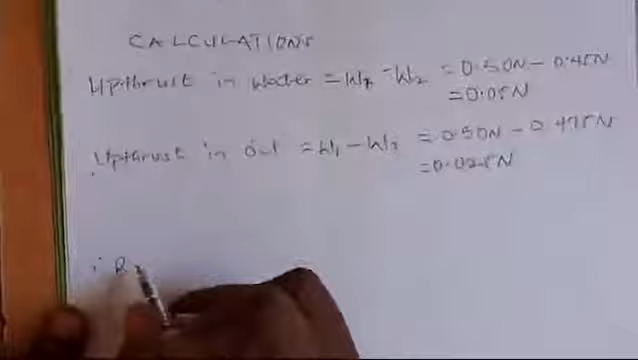 CALCULATIONS
Upthrust in water = W1 - W2 = 0.50N - 0.45N
= 0.05N
Upthrust in oil = W1 - W3 = 0.50N - 0.475N
= 0.025N
∴ R